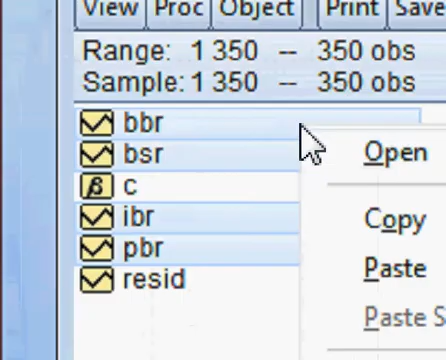 View Proc Object Print Save
Range: 1 350 -- 350 obs
Sample: 1 350 -- 350 obs
bbr
bsr
β c
ibr
pbr
resid
Open
Copy
Paste
Paste S